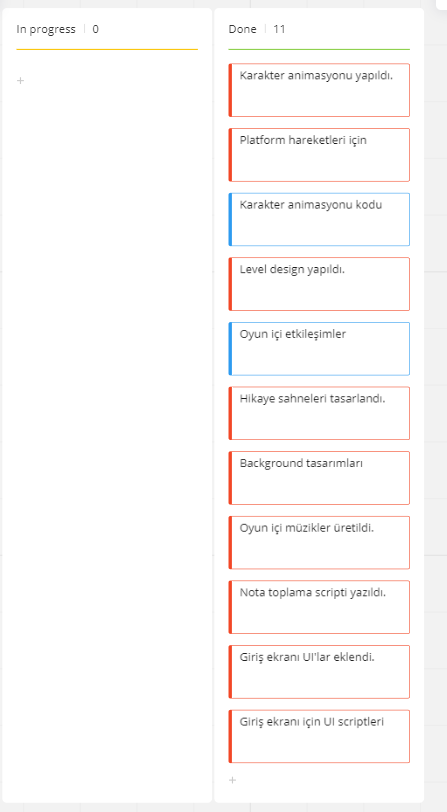 In progress | 0
+
Done | 11
Karakter animasyonu yapıldı.
Platform hareketleri için
Karakter animasyonu kodu
Level design yapıldı.
Oyun içi etkileşimler
Hikaye sahneleri tasarlandı.
Background tasarımları
Oyun içi müzikler üretildi.
Nota toplama scripti yazıldı.
Giriş ekranı UI'lar eklendi.
Giriş ekranı için UI scriptleri
+